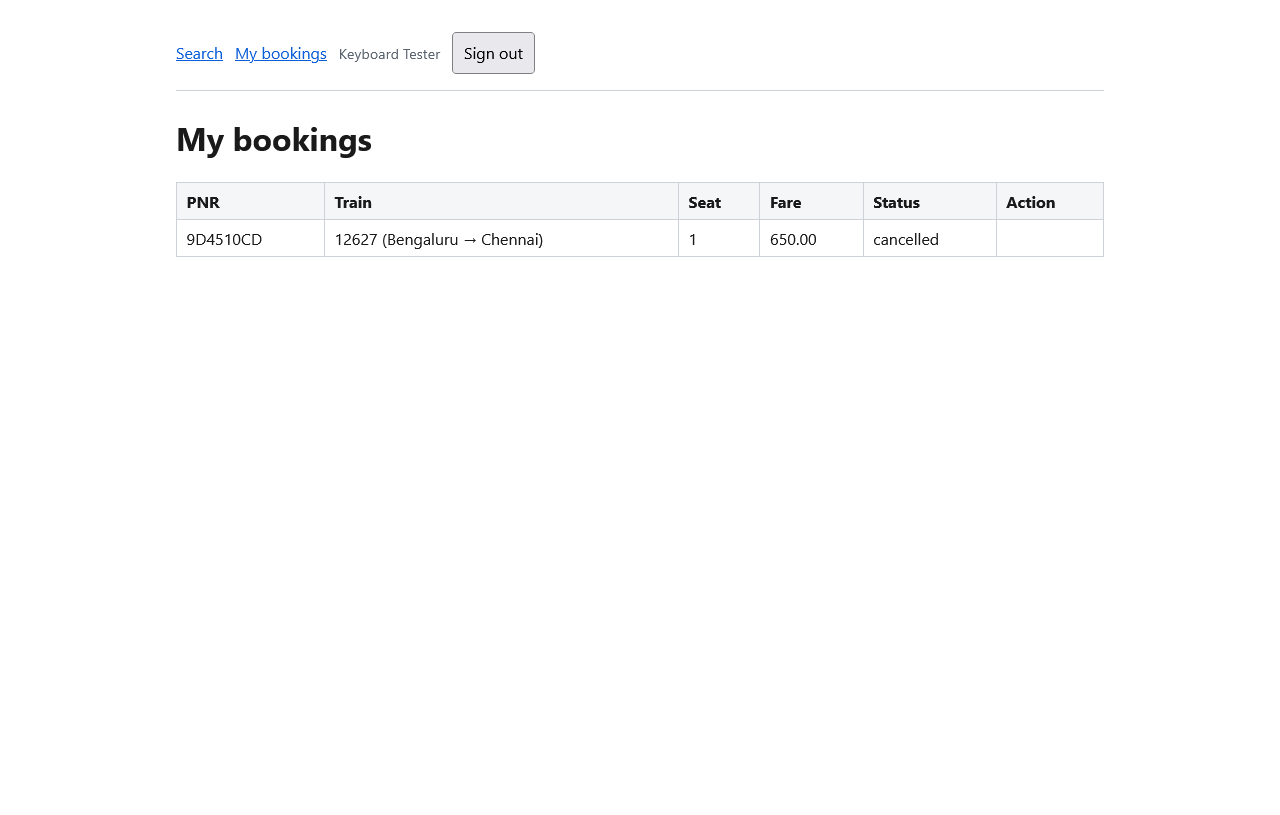 Search My bookings Keyboard Tester Sign out
My bookings
PNR Train Seat Fare Status Action
9D4510CD 12627 (Bengaluru → Chennai) 1 650.00 cancelled